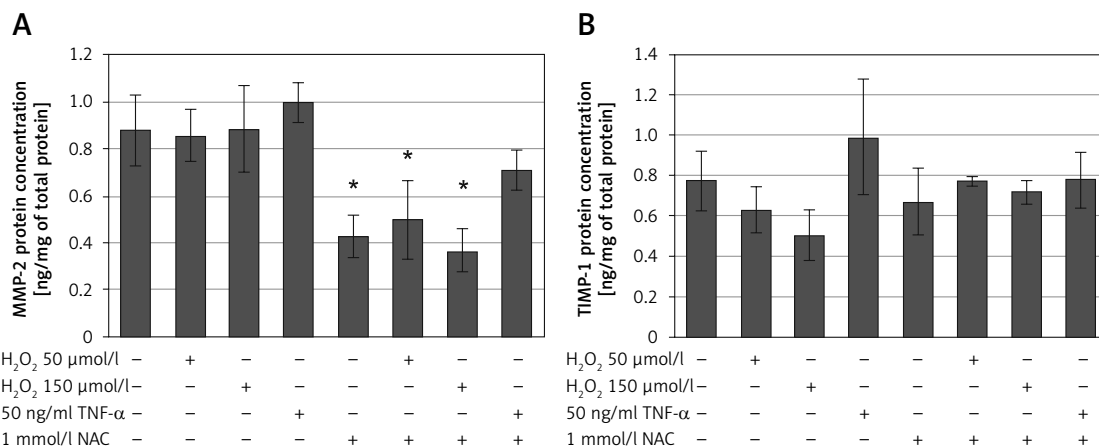 A
MMP-2 protein concentration
[ng/mg of total protein]
1.2
1.0
0.8
0.6
0.4
0.2
0
* * *
H₂O₂ 50 µmol/l – + – – – + – –
H₂O₂ 150 µmol/l – – + – – – + –
50 ng/ml TNF-α – – – + – – – +
1 mmol/l NAC – – – – + + + +
B
TIMP-1 protein concentration
[ng/mg of total protein]
1.4
1.2
1.0
0.8
0.6
0.4
0.2
0
H₂O₂ 50 µmol/l – + – – – + – –
H₂O₂ 150 µmol/l – – + – – – + –
50 ng/ml TNF-α – – – + – – – +
1 mmol/l NAC – – – – + + + +